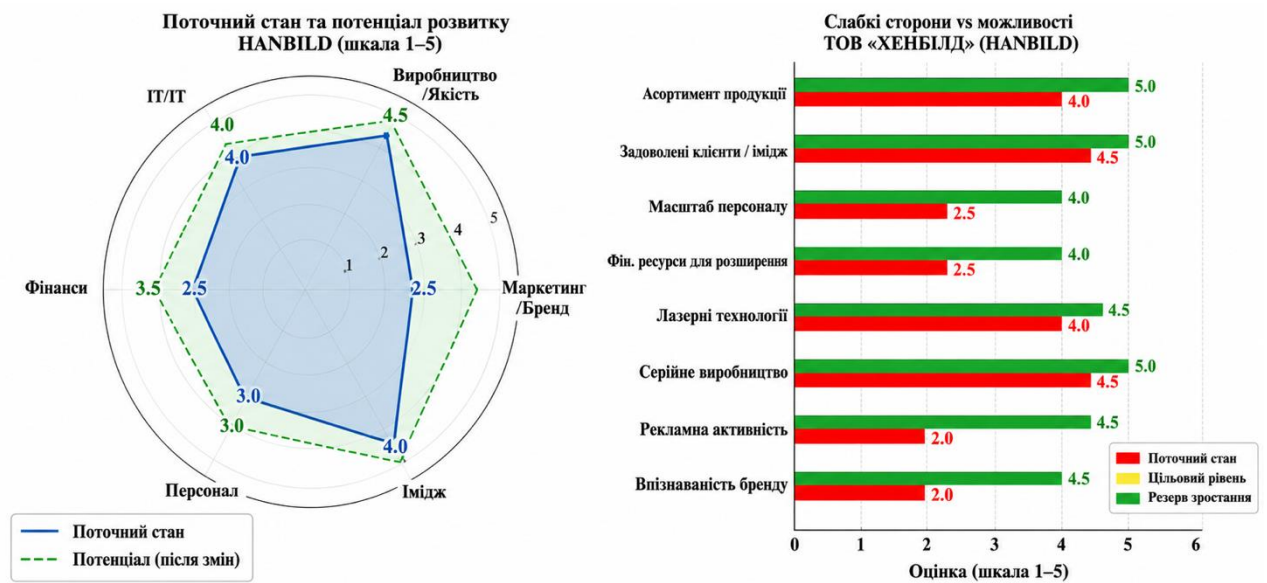 Поточний стан та потенціал розвитку
HANBILD (шкала 1–5)
Виробництво
/Якість
ІТ/ІТ
4.5
4.0
4.0
5
4
3
2
1
Фінанси
3.5
2.5
2.5
Маркетинг
/Бренд
3.0
3.0
4.0
Персонал
Імідж
Поточний стан
Потенціал (після змін)
Слабкі сторони vs можливості
ТОВ «ХЕНБІЛД» (HANBILD)
Асортимент продукції
5.0
4.0
Задоволені клієнти / імідж
5.0
4.5
Масштаб персоналу
4.0
2.5
Фін. ресурси для розширення
4.0
2.5
Лазерні технології
4.5
4.0
Серійне виробництво
5.0
4.5
Рекламна активність
4.5
2.0
Впізнаваність бренду
4.5
2.0
Поточний стан
Цільовий рівень
Резерв зростання
0 1 2 3 4 5 6
Оцінка (шкала 1–5)